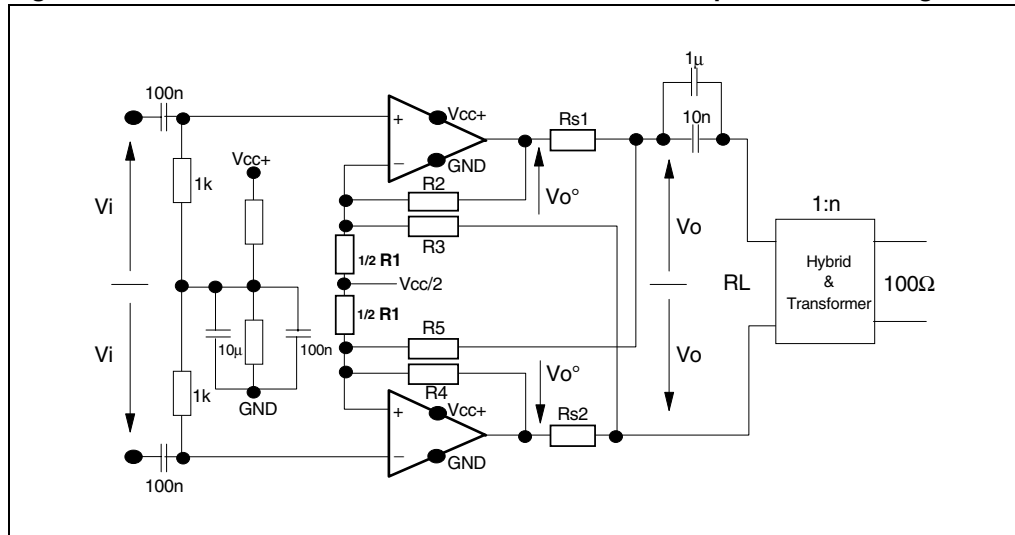 1µ
100n
Vcc+
Rs1
10n
+
−
GND
Vcc+
1k
R2
Vo°
Vi
R3
Vo
1:n
1/2 R1
Hybrid
&
Transformer
RL
100Ω
Vcc/2
1/2 R1
Vi
10µ
100n
R5
Vo°
Vo
R4
1k
GND
+
−
Vcc+
Rs2
GND
100n